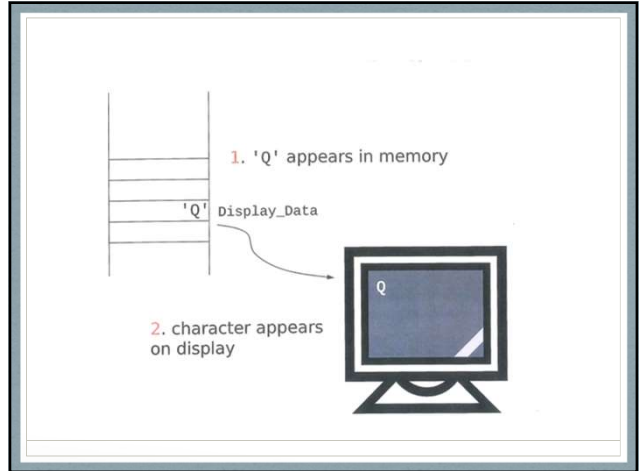 1. 'Q' appears in memory
'Q' Display_Data
Q
2. character appears
on display